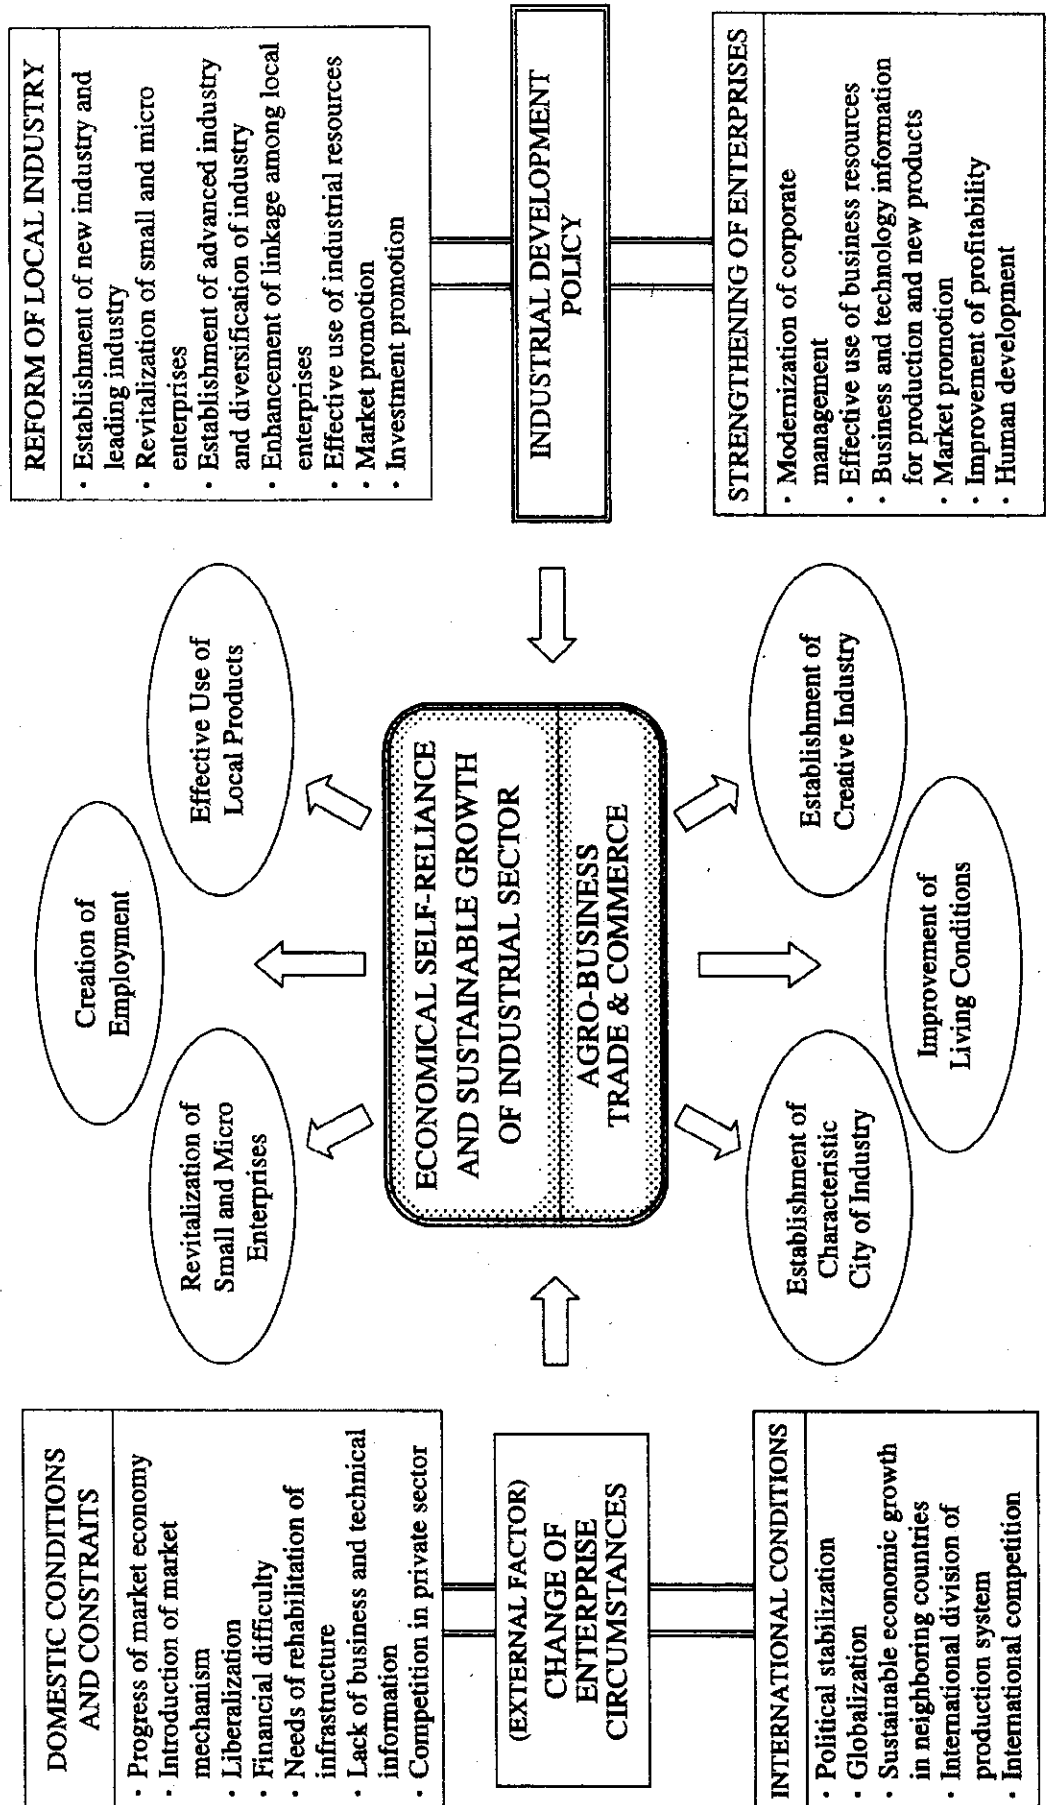 DOMESTIC CONDITIONS
AND CONSTRAITS
· Progress of market economy
· Introduction of market
mechanism
· Liberalization
· Financial difficulty
· Needs of rehabilitation of
infrastructure
· Lack of business and technical
information
· Competition in private sector
(EXTERNAL FACTOR)
CHANGE OF
ENTERPRISE
CIRCUMSTANCES
INTERNATIONAL CONDITIONS
· Political stabilization
· Globalization
· Sustainable economic growth
in neighboring countries
· International division of
production system
· International competition
Creation of
Employment
Revitalization of
Small and Micro
Enterprises
Effective Use of
Local Products
ECONOMICAL SELF-RELIANCE
AND SUSTAINABLE GROWTH
OF INDUSTRIAL SECTOR
AGRO-BUSINESS
TRADE & COMMERCE
Establishment of
Characteristic
City of Industry
Establishment of
Creative Industry
Improvement of
Living Conditions
REFORM OF LOCAL INDUSTRY
· Establishment of new industry and
leading industry
· Revitalization of small and micro
enterprises
· Establishment of advanced industry
and diversification of industry
· Enhancement of linkage among local
enterprises
· Effective use of industrial resources
· Market promotion
· Investment promotion
INDUSTRIAL DEVELOPMENT
POLICY
STRENGTHENING OF ENTERPRISES
· Modernization of corporate
management
· Effective use of business resources
· Business and technology information
for production and new products
· Market promotion
· Improvement of profitability
· Human development